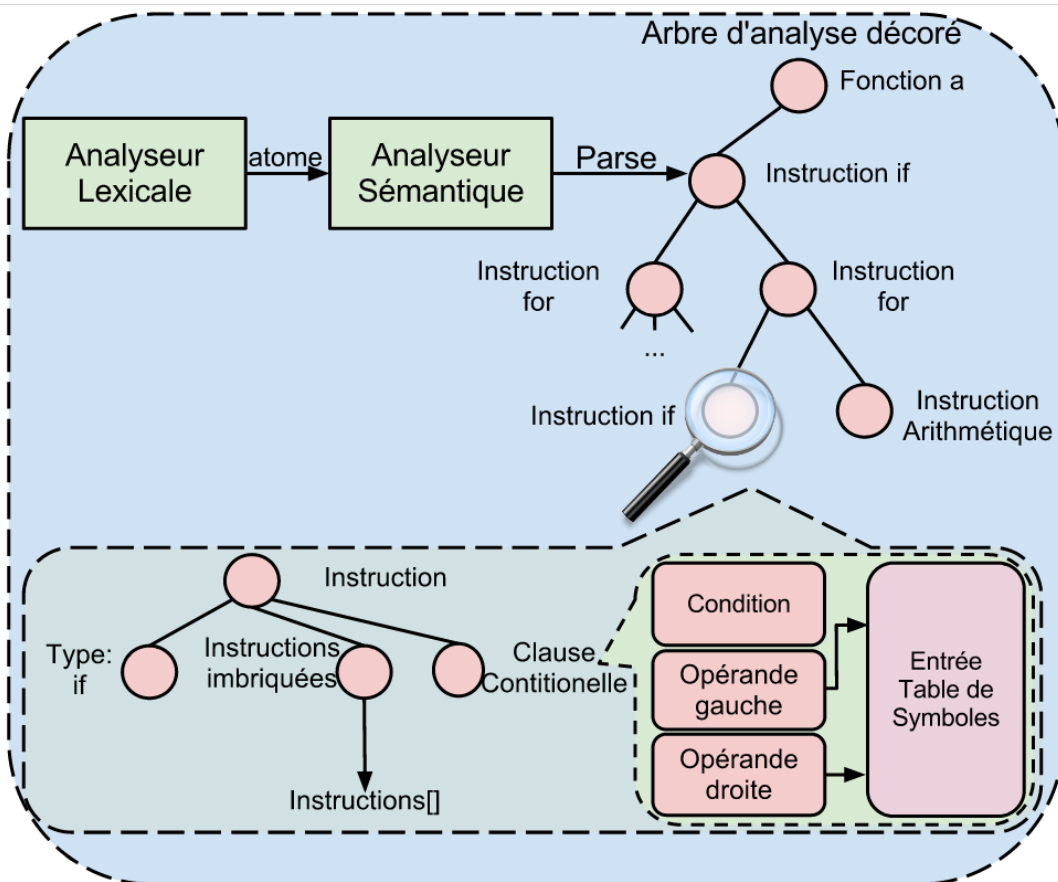 Arbre d'analyse décoré
Fonction a
Analyseur
Lexicale
atome
Analyseur
Sémantique
Parse
Instruction if
Instruction
for
Instruction
for
...
Instruction if
Instruction
Arithmétique
Instruction
Type:
if
Instructions
imbriquées
Clause
Contitionelle
Instructions[]
Condition
Opérande
gauche
Opérande
droite
Entrée
Table de
Symboles